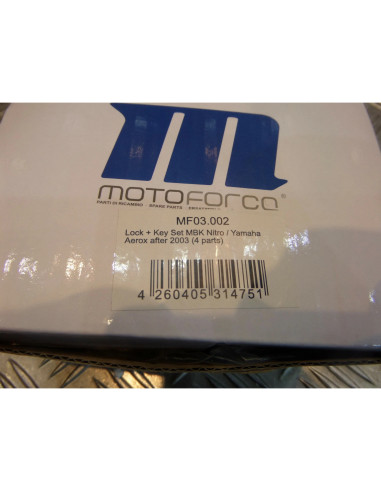 MOTOFORCE
PARTI DI RICAMBIO - SPARE PARTS -
MF03.002
Lock + Key Set MBK Nitro / Yamaha
Aerox after 2003 (4 parts)
4 260405 314751